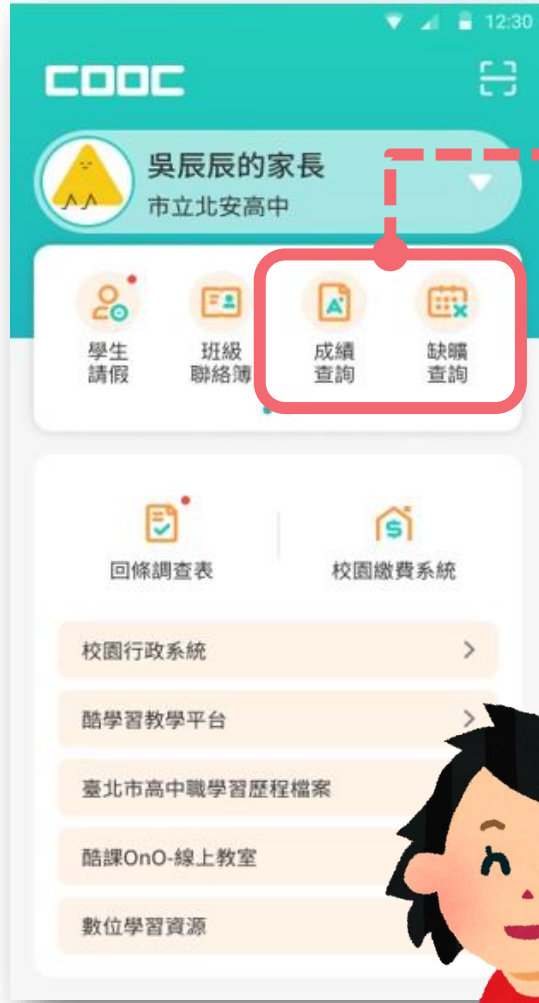 12:30
COOC
吳辰辰的家長
市立北安高中
學生
請假
班級
聯絡簿
成績
查詢
缺曠
查詢
回條調查表
校園繳費系統
校園行政系統
酷學習教學平台
臺北市高中職學習歷程檔案
酷課OnO-線上教室
數位學習資源